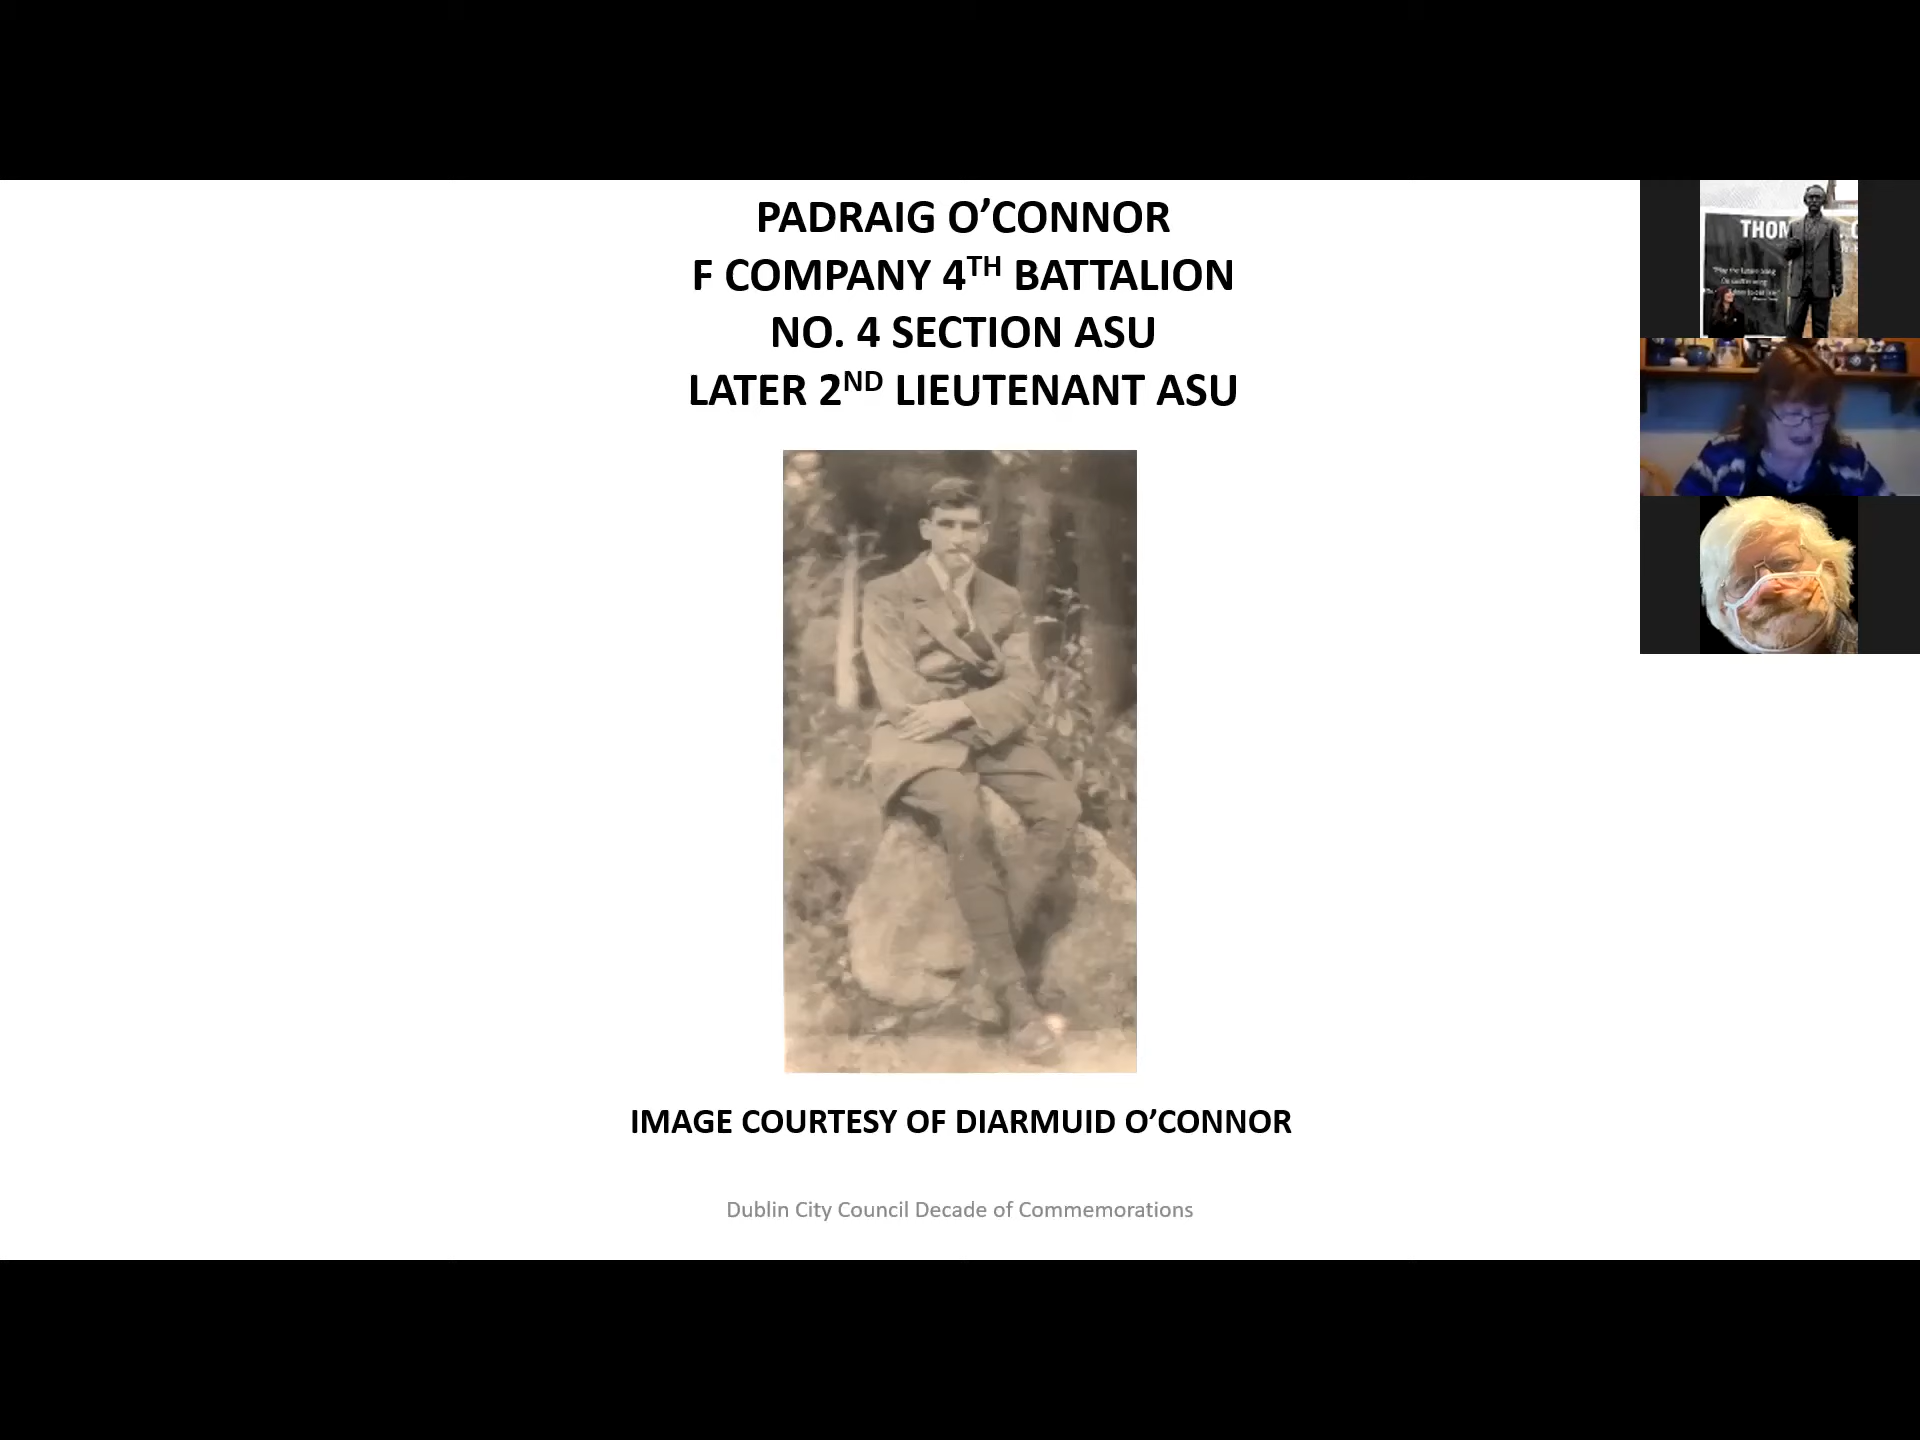 PADRAIG O’CONNOR
F COMPANY 4TH BATTALION
NO. 4 SECTION ASU
LATER 2ND LIEUTENANT ASU
IMAGE COURTESY OF DIARMUID O’CONNOR
Dublin City Council Decade of Commemorations
THOM